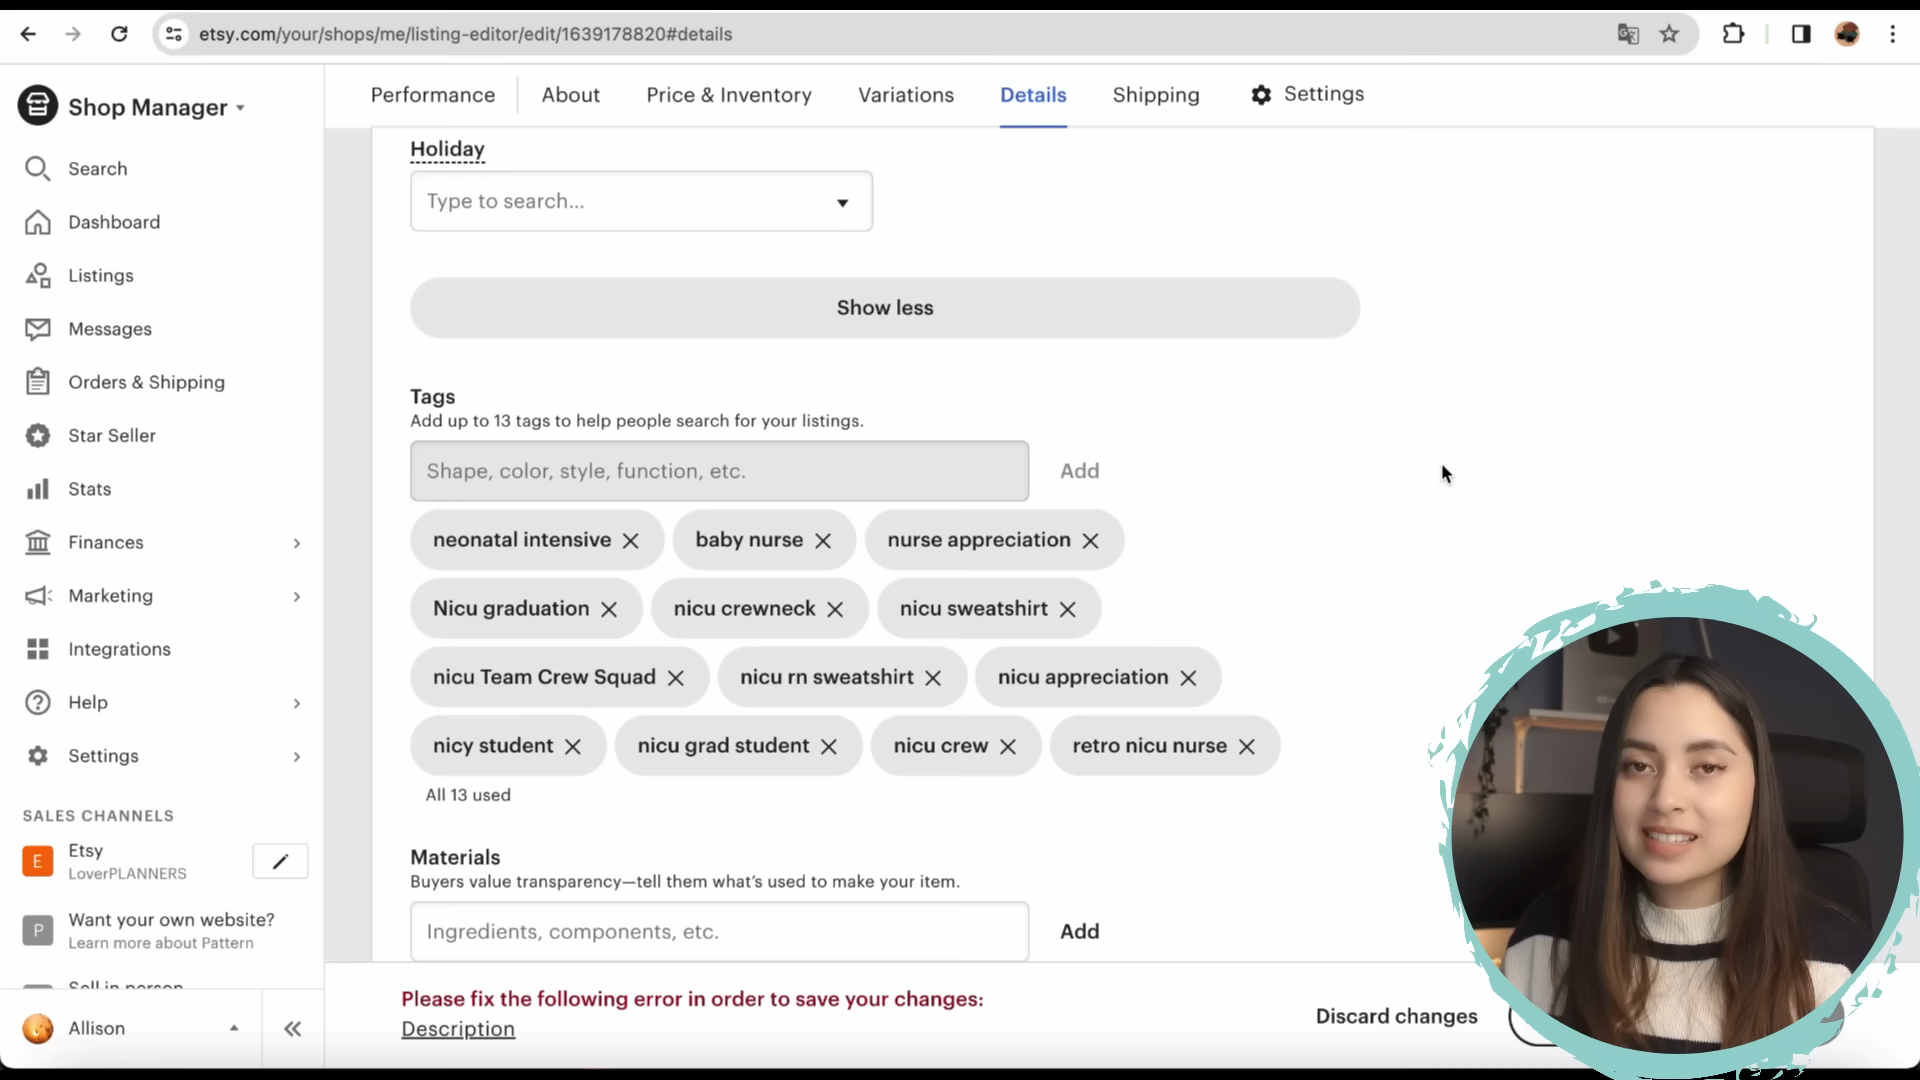 etsy.com/your/shops/me/listing-editor/edit/1639178820#details
Shop Manager
Search
Dashboard
Listings
Messages
Orders & Shipping
Star Seller
Stats
Finances
Marketing
Integrations
Help
Settings
SALES CHANNELS
E
Etsy
LoverPLANNERS
P
Want your own website?
Learn more about Pattern
Sell in person
Allison
Performance About Price & Inventory Variations Details Shipping Settings
Holiday
Type to search...
Show less
Tags
Add up to 13 tags to help people search for your listings.
Shape, color, style, function, etc. Add
neonatal intensive baby nurse nurse appreciation
Nicu graduation nicu crewneck nicu sweatshirt
nicu Team Crew Squad nicu rn sweatshirt nicu appreciation
nicy student nicu grad student nicu crew retro nicu nurse
All 13 used
Materials
Buyers value transparency—tell them what's used to make your item.
Ingredients, components, etc. Add
Please fix the following error in order to save your changes:
Description
Discard changes